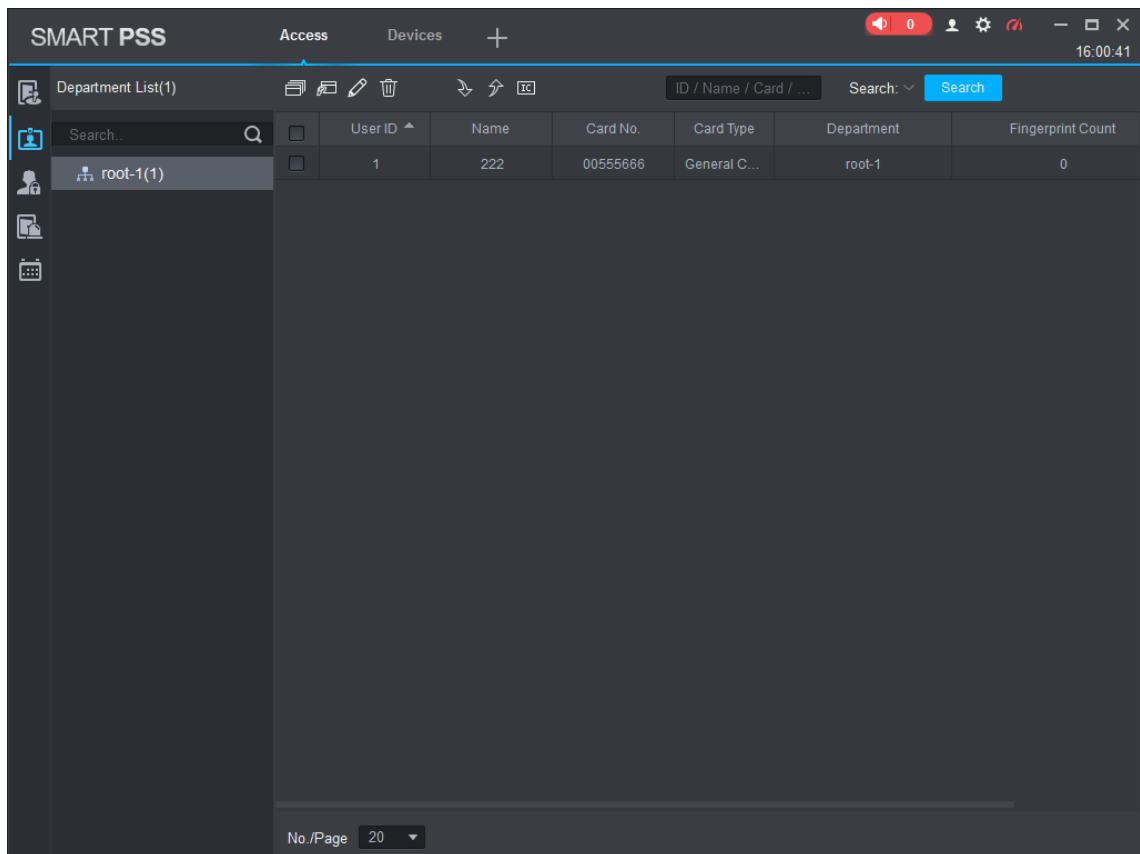 SMART PSS
Access
Devices
0
16:00:41
Department List(1)
IC
ID / Name / Card / ...
Search:
Search
Search..
User ID
Name
Card No.
Card Type
Department
Fingerprint Count
root-1(1)
1
222
00555666
General C...
root-1
0
No./Page
20